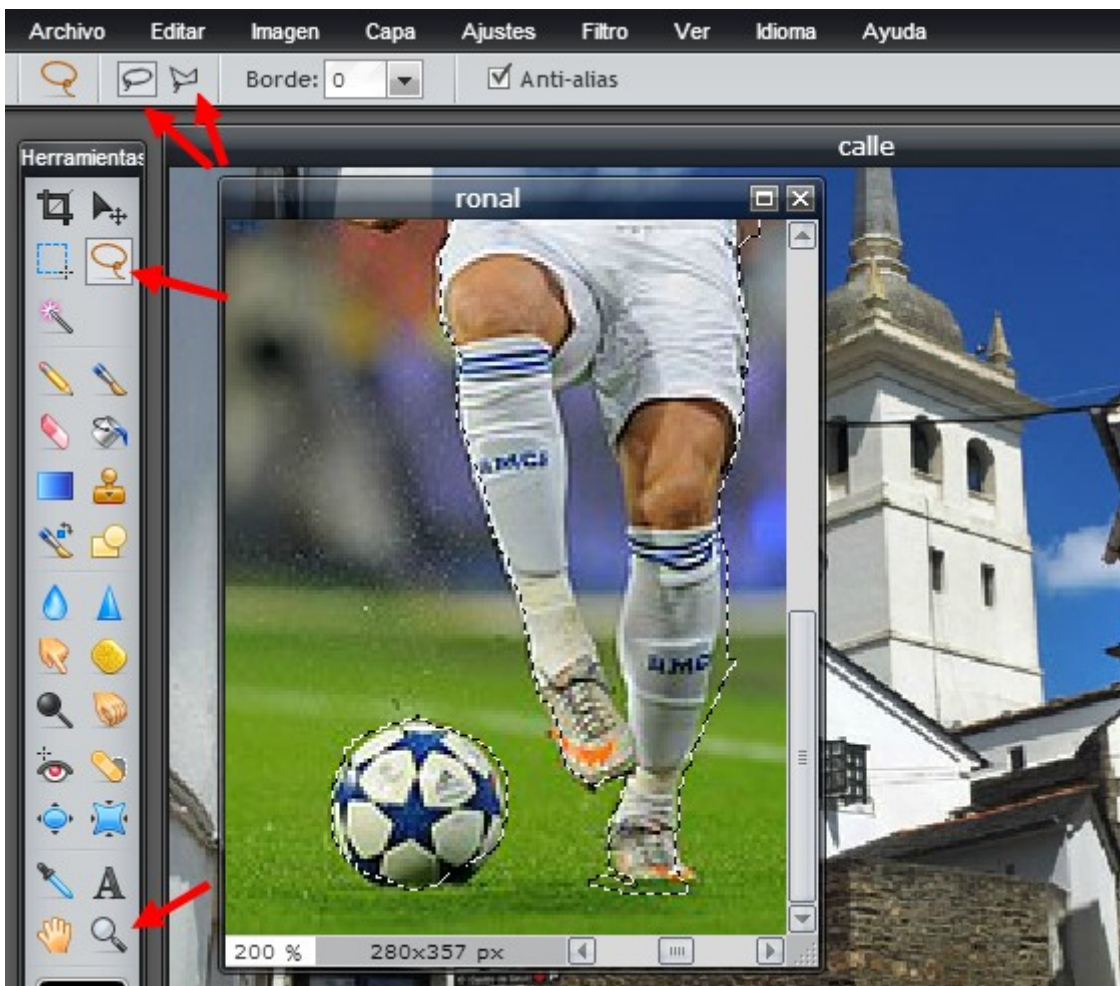 Archivo Editar Imagen Capa Ajustes Filtro Ver Idioma Ayuda
Borde: 0 Anti-alias
Herramientas
calle
ronal
200 % 280x357 px